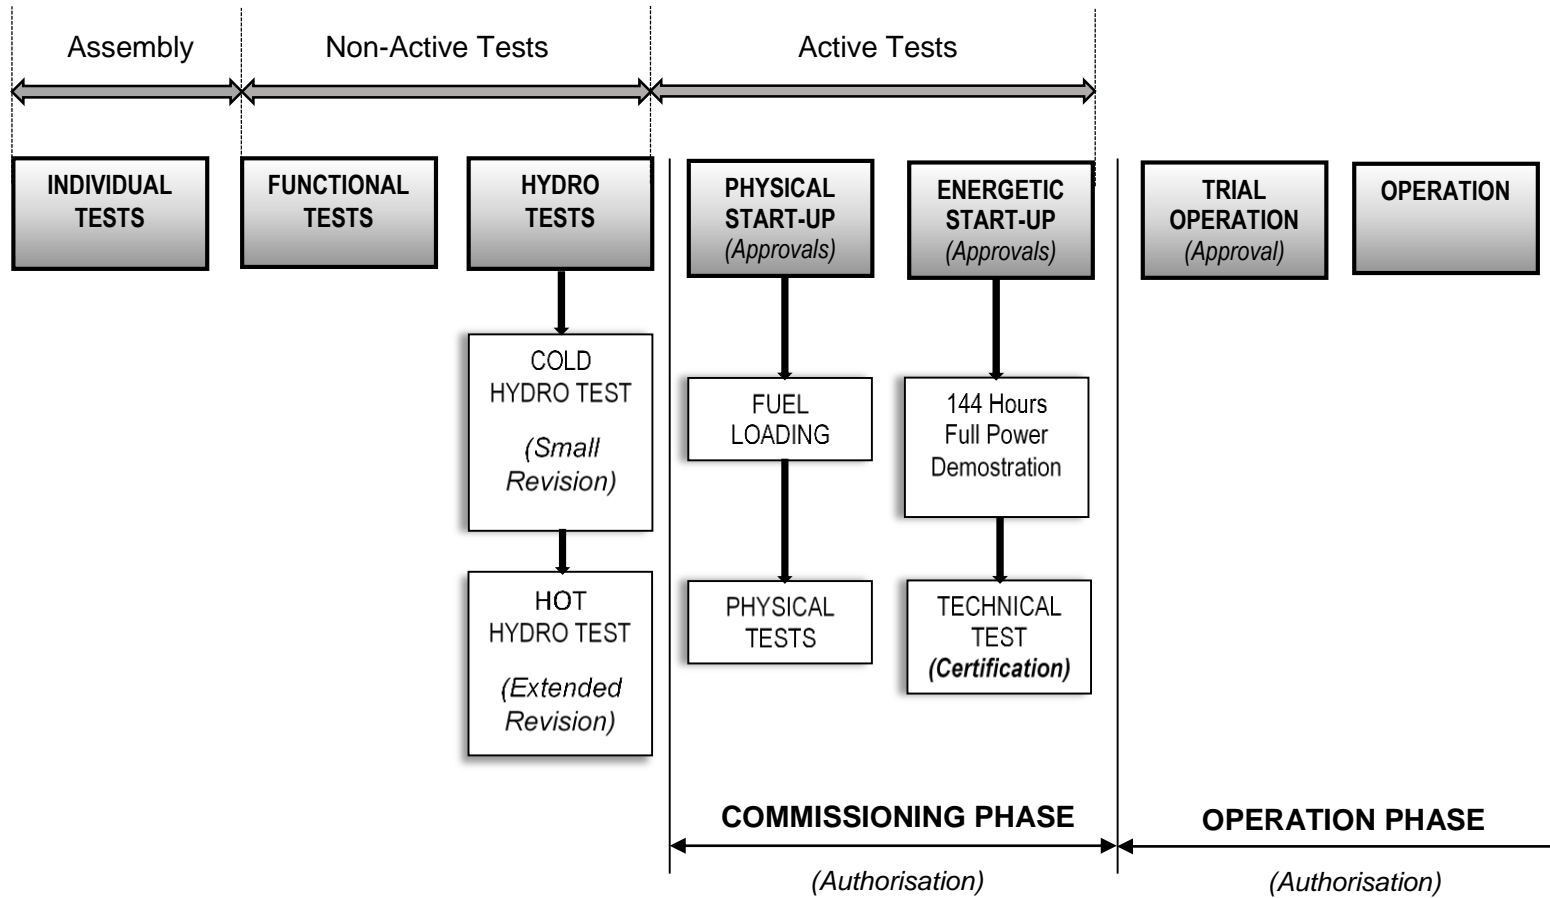 Assembly
Non-Active Tests
Active Tests
INDIVIDUAL
TESTS
FUNCTIONAL
TESTS
HYDRO
TESTS
PHYSICAL
START-UP
(Approvals)
ENERGETIC
START-UP
(Approvals)
TRIAL
OPERATION
(Approval)
OPERATION
COLD
HYDRO TEST
(Small
Revision)
HOT
HYDRO TEST
(Extended
Revision)
FUEL
LOADING
PHYSICAL
TESTS
144 Hours
Full Power
Demostration
TECHNICAL
TEST
(Certification)
COMMISSIONING PHASE
(Authorisation)
OPERATION PHASE
(Authorisation)